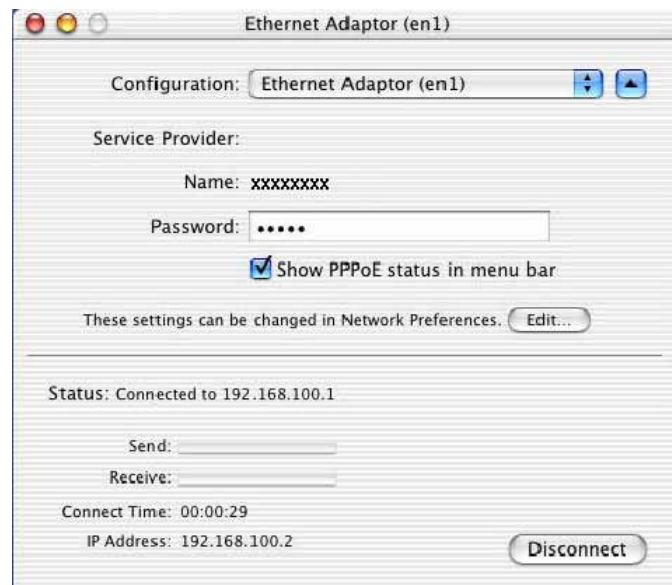 Ethernet Adaptor (en1)
Configuration: Ethernet Adaptor (en1)
Service Provider:
Name: xxxxxxxx
Password: •••••
Show PPPoE status in menu bar
These settings can be changed in Network Preferences. Edit...
Status: Connected to 192.168.100.1
Send:
Receive:
Connect Time: 00:00:29
IP Address: 192.168.100.2
Disconnect